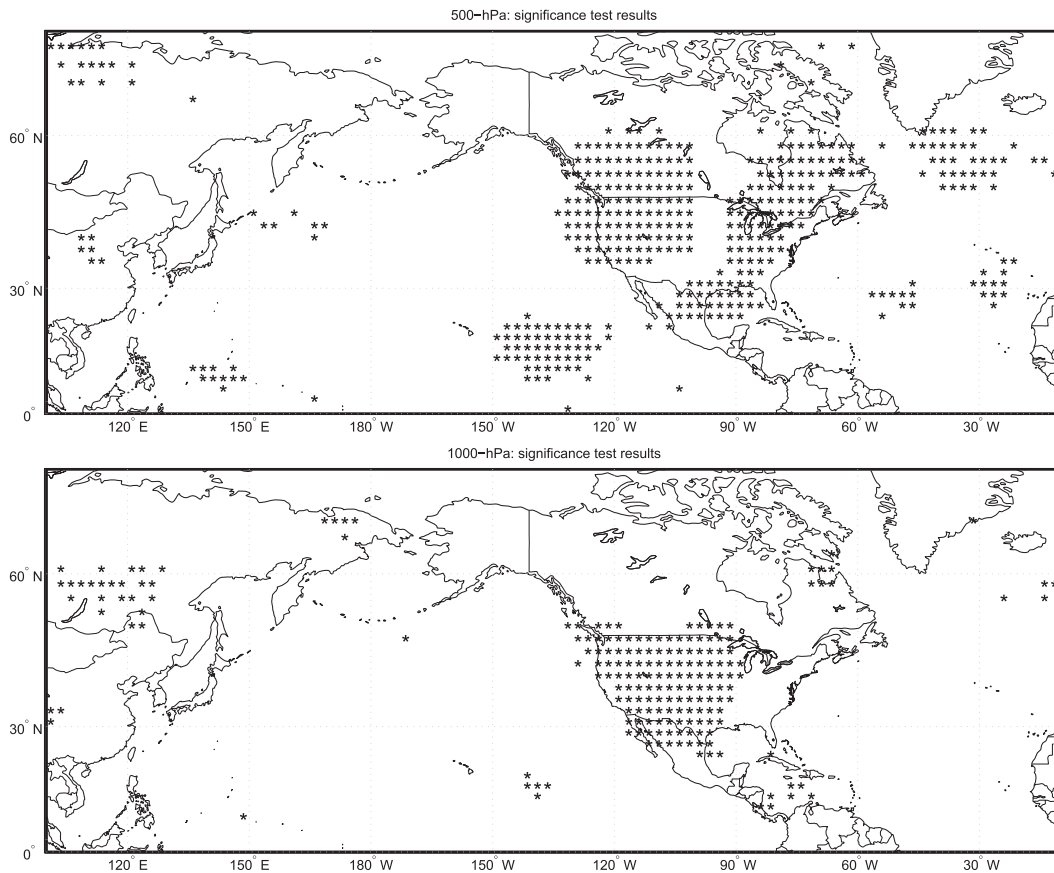 500−hPa: significance test results
60° N
30° N
0°
120° E 150° E 180° W 150° W 120° W 90° W 60° W 30° W
1000−hPa: significance test results
60° N
30° N
0°
120° E 150° E 180° W 150° W 120° W 90° W 60° W 30° W